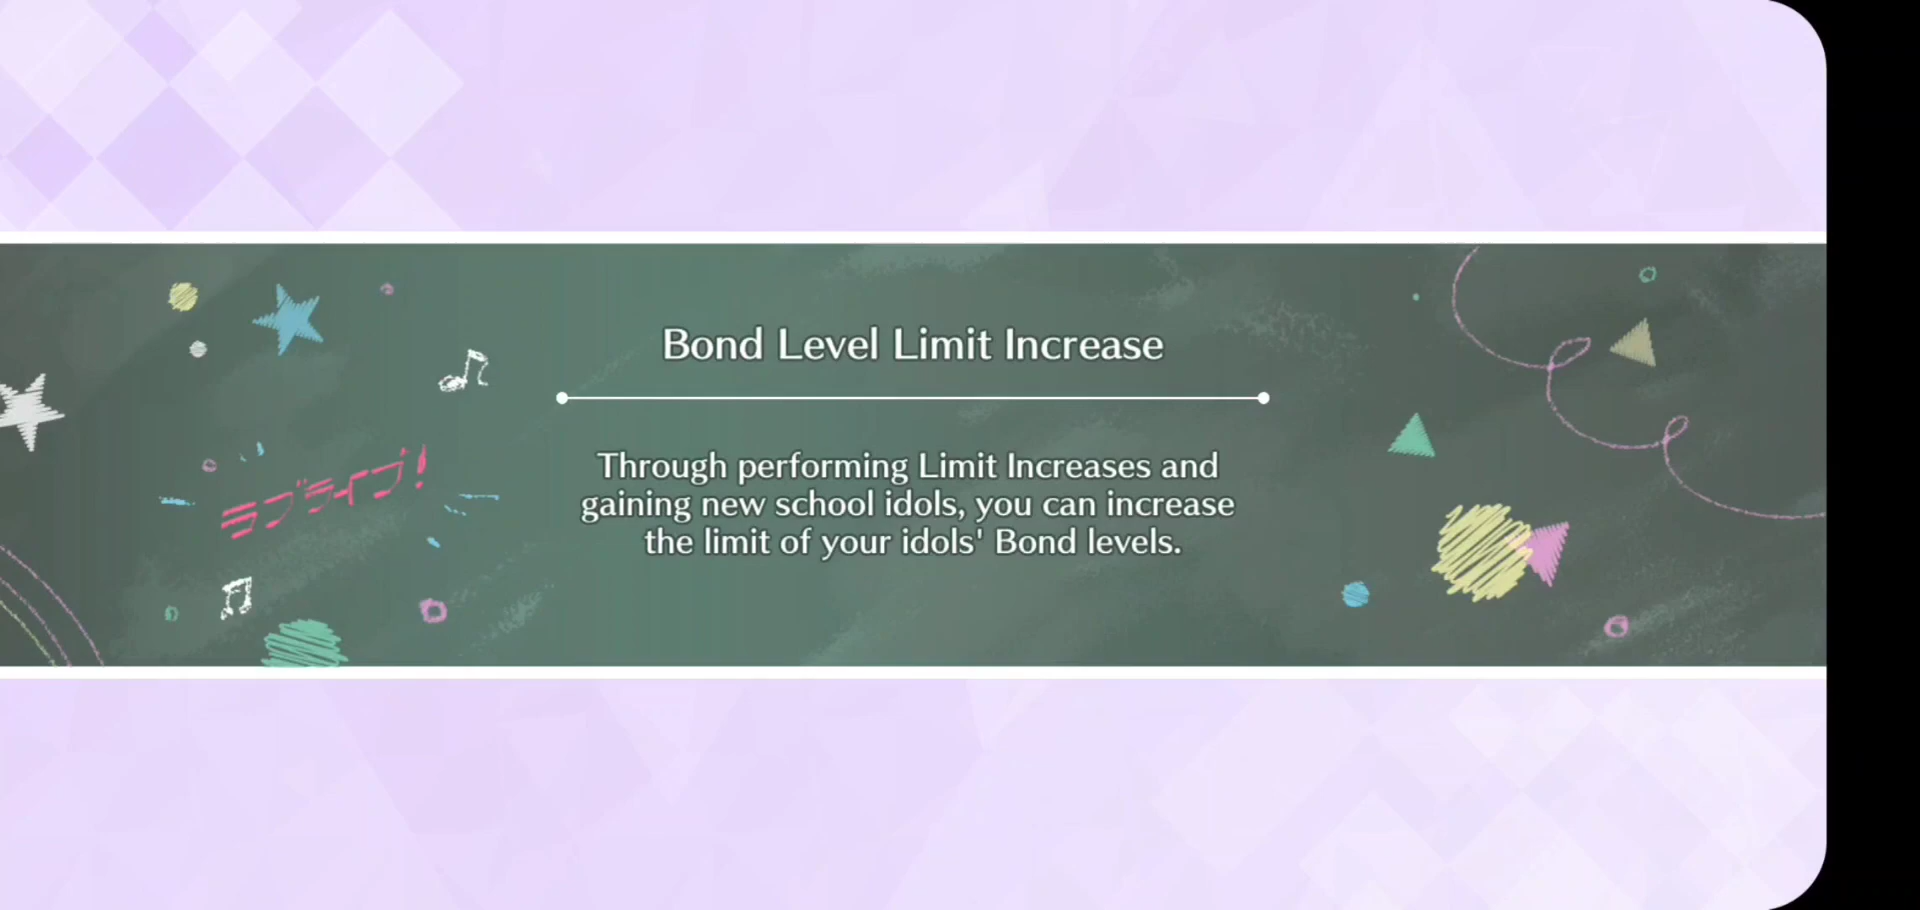 Bond Level Limit Increase
ラブライブ!
Through performing Limit Increases and
gaining new school idols, you can increase
the limit of your idols' Bond levels.